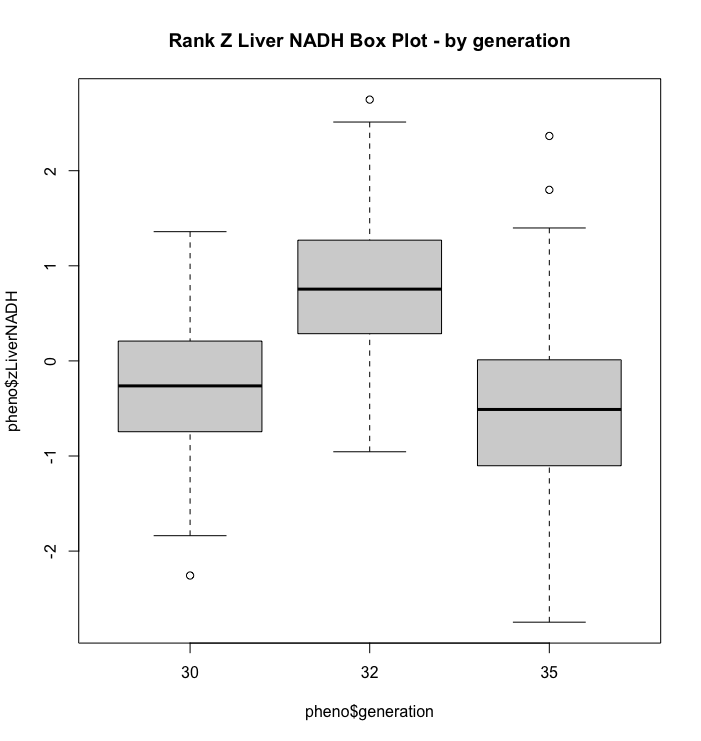 Rank Z Liver NADH Box Plot - by generation
pheno$zLiverNADH
2
1
0
-1
-2
30 32 35
pheno$generation